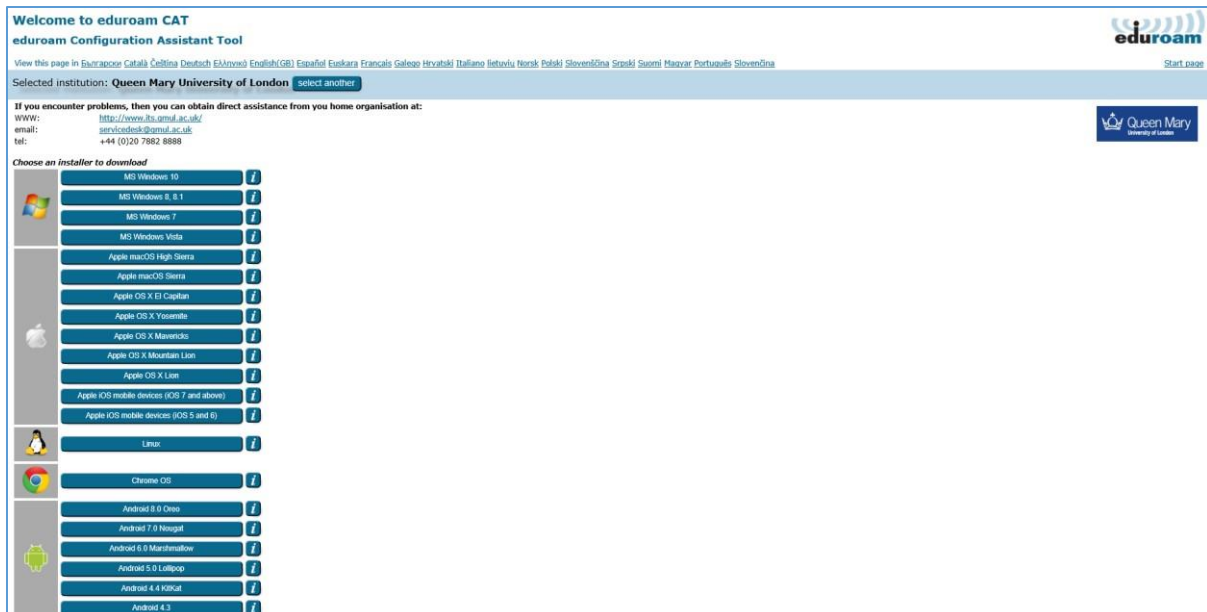 Welcome to eduroam CAT
eduroam Configuration Assistant Tool
eduroam
View this page in Български Català Čeština Deutsch Ελληνικά English(GB) Español Euskara Français Galego Hrvatski Italiano lietuvių Norsk Polski Slovenščina Srpski Suomi Magyar Português Slovenčina
Start page
Selected institution: Queen Mary University of London select another
If you encounter problems, then you can obtain direct assistance from you home organisation at:
WWW: http://www.its.qmul.ac.uk/
email: servicedesk@qmul.ac.uk
tel: +44 (0)20 7882 8888
Queen Mary
University of London
Choose an installer to download
MS Windows 10 i
MS Windows 8, 8.1 i
MS Windows 7 i
MS Windows Vista i
Apple macOS High Sierra i
Apple macOS Sierra i
Apple OS X El Capitan i
Apple OS X Yosemite i
Apple OS X Mavericks i
Apple OS X Mountain Lion i
Apple OS X Lion i
Apple iOS mobile devices (iOS 7 and above) i
Apple iOS mobile devices (iOS 5 and 6) i
Linux i
Chrome OS i
Android 8.0 Oreo i
Android 7.0 Nougat i
Android 6.0 Marshmallow i
Android 5.0 Lollipop i
Android 4.4 KitKat i
Android 4.3 i